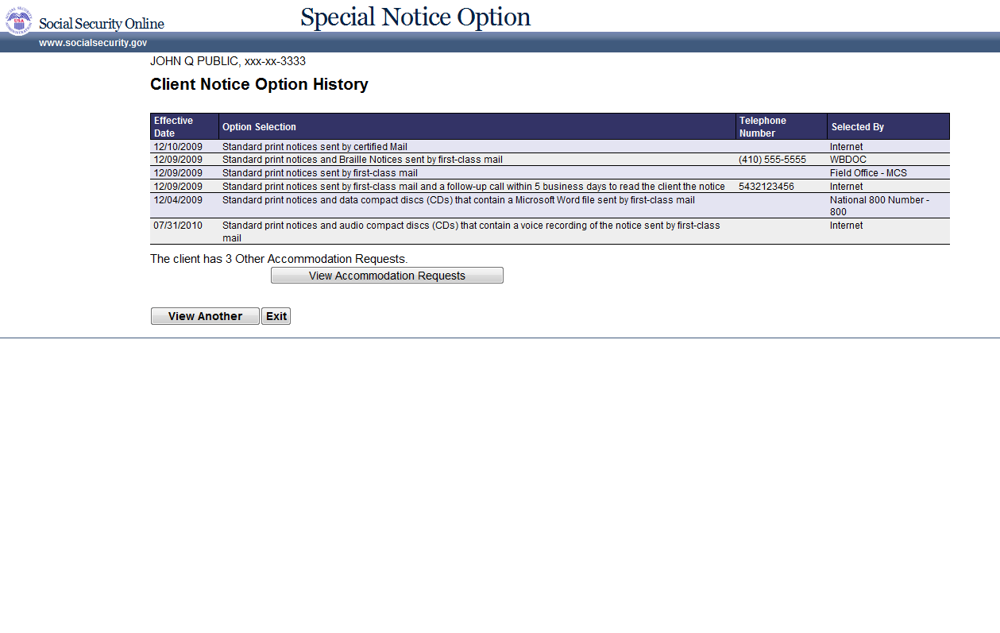 Social Security Online
Special Notice Option
www.socialsecurity.gov
JOHN Q PUBLIC, xxx-xx-3333
Client Notice Option History
Effective Date Option Selection Telephone Number Selected By
12/10/2009 Standard print notices sent by certified Mail Internet
12/09/2009 Standard print notices and Braille Notices sent by first-class mail (410) 555-5555 WBDOC
12/09/2009 Standard print notices sent by first-class mail Field Office - MCS
12/09/2009 Standard print notices sent by first-class mail and a follow-up call within 5 business days to read the client the notice 5432123456 Internet
12/04/2009 Standard print notices and data compact discs (CDs) that contain a Microsoft Word file sent by first-class mail National 800 Number -
800
07/31/2010 Standard print notices and audio compact discs (CDs) that contain a voice recording of the notice sent by first-class Internet
mail
The client has 3 Other Accommodation Requests.
View Accommodation Requests
View Another Exit